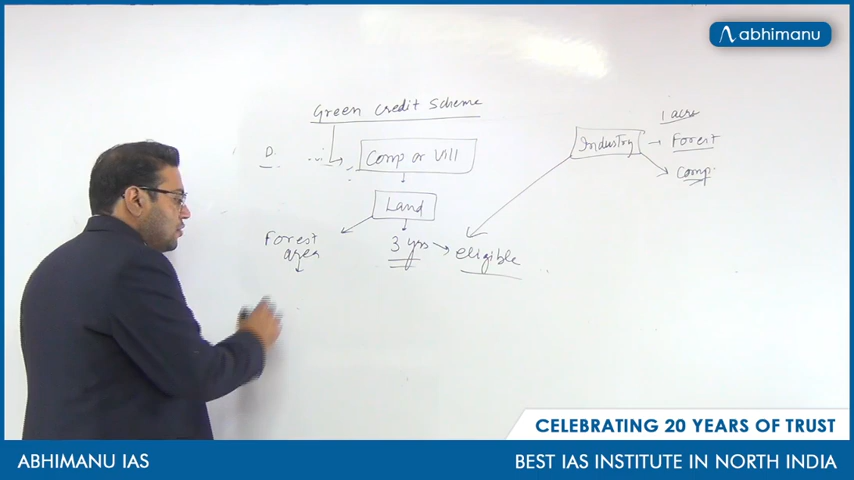 abhimanu
Green Credit Scheme
1 acre
Industry
Forest
D.
Comp or Vill
Comp.
Land
Forest
area
3 yrs
eligible
CELEBRATING 20 YEARS OF TRUST
ABHIMANU IAS
BEST IAS INSTITUTE IN NORTH INDIA